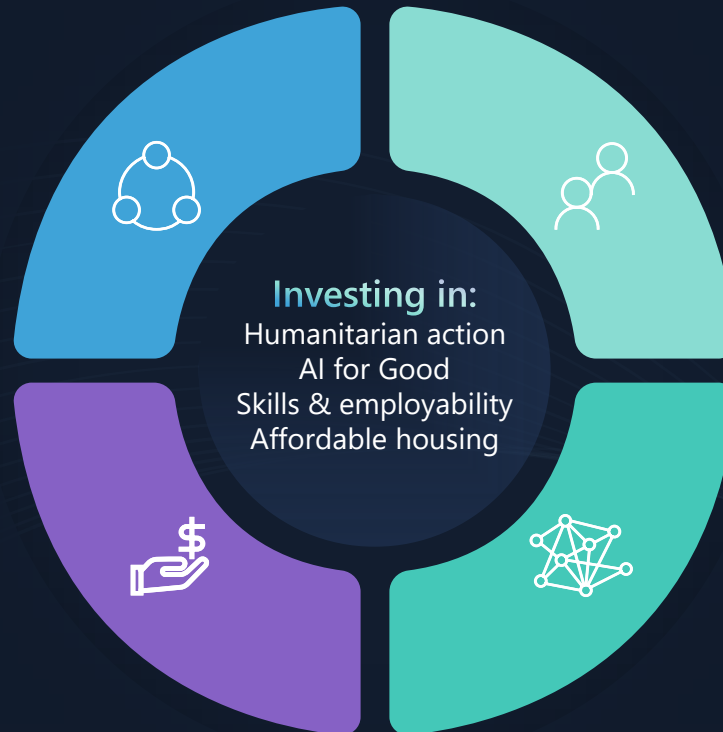 Investing in:
Humanitarian action
AI for Good
Skills & employability
Affordable housing